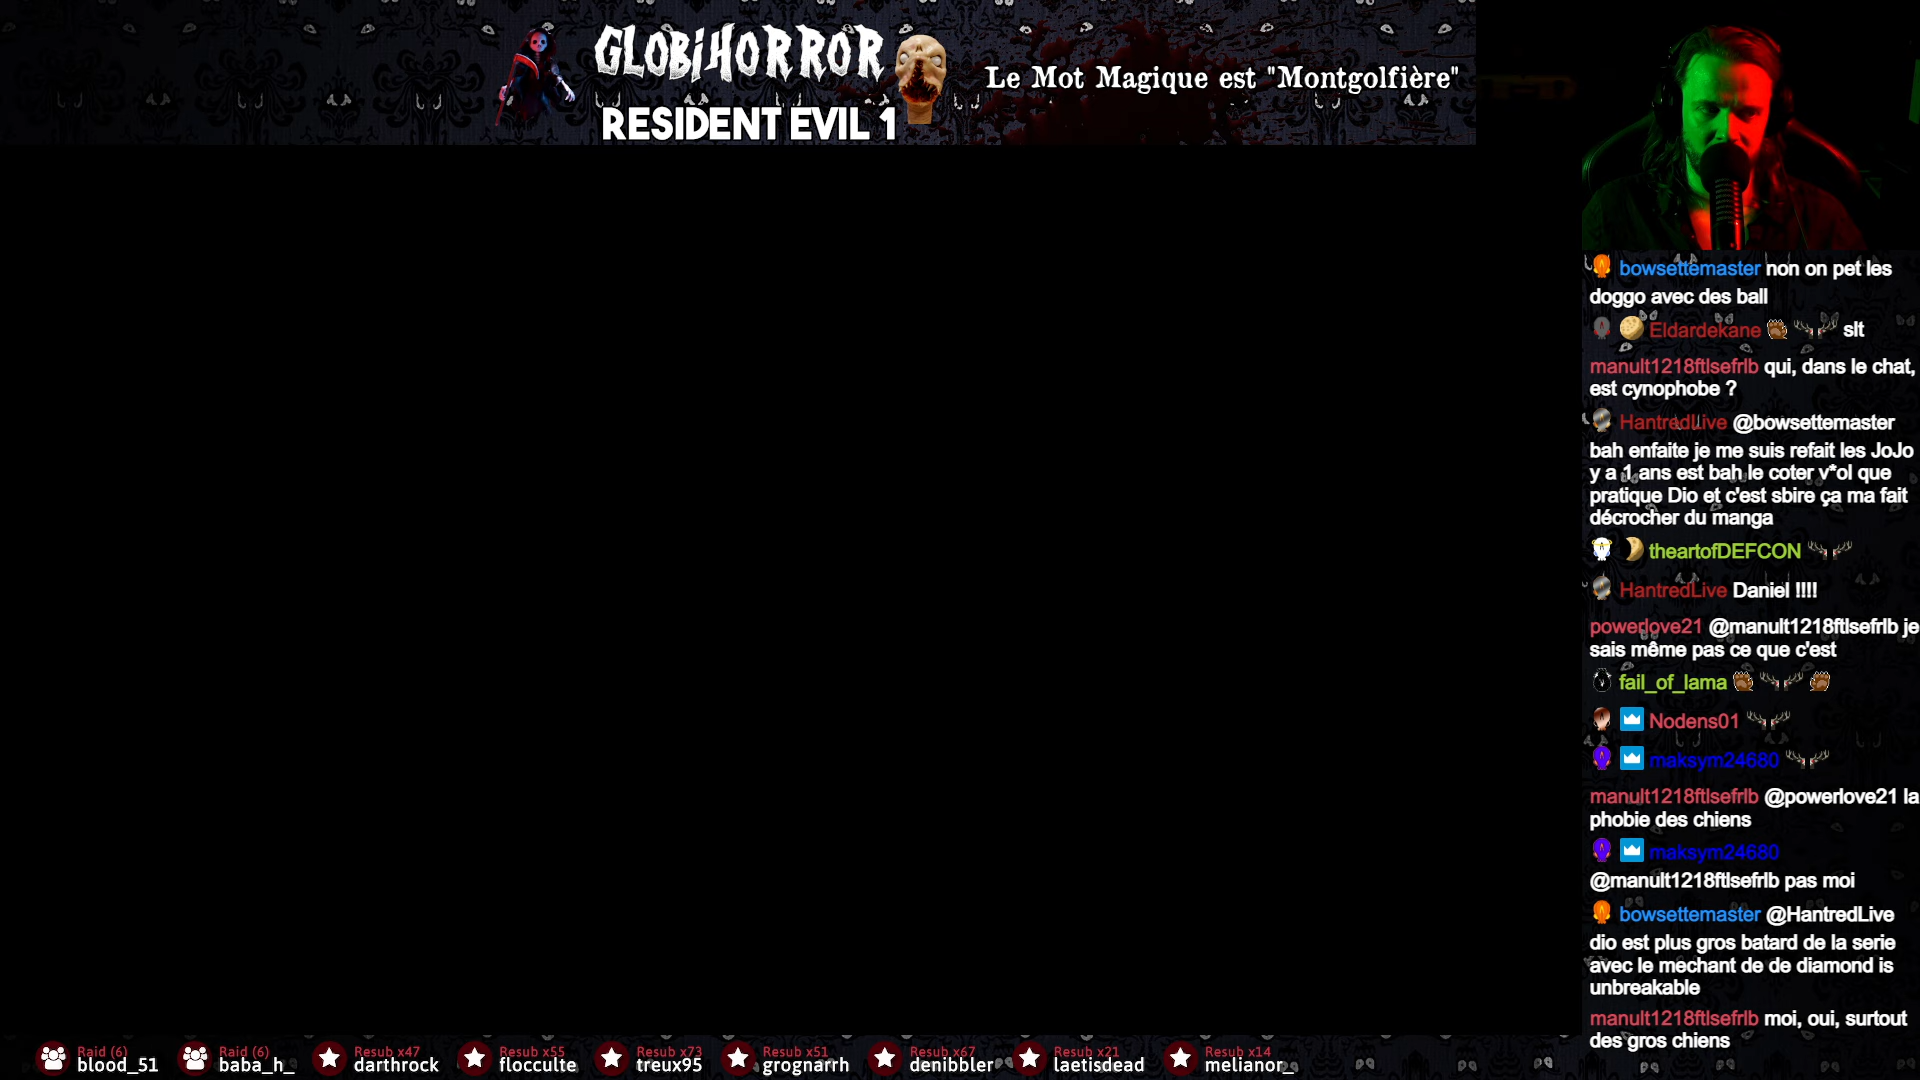 GLOBiHORROR
RESIDENT EVIL 1
Le Mot Magique est "Montgolfière"
bowsettemaster non on pet les
doggo avec des ball
Eldardekane slt
manult1218ftlsefrlb qui, dans le chat,
est cynophobe ?
HantredLive @bowsettemaster
bah enfaite je me suis refait les JoJo
y a 1 ans est bah le coter v*ol que
pratique Dio et c'est sbire ça ma fait
décrocher du manga
theartofDEFCON
HantredLive Daniel !!!!
powerlove21 @manult1218ftlsefrlb je
sais même pas ce que c'est
fail_of_lama
Nodens01
maksym24680
manult1218ftlsefrlb @powerlove21 la
phobie des chiens
maksym24680
@manult1218ftlsefrlb pas moi
bowsettemaster @HantredLive
dio est plus gros batard de la serie
avec le mechant de de diamond is
unbreakable
manult1218ftlsefrlb moi, oui, surtout
des gros chiens
Raid (6)
blood_51
Raid (6)
baba_h_
Resub x47
darthrock
Resub x55
flocculte
Resub x73
treux95
Resub x51
grognarrh
Resub x67
denibbler
Resub x21
laetisdead
Resub x14
melianor_